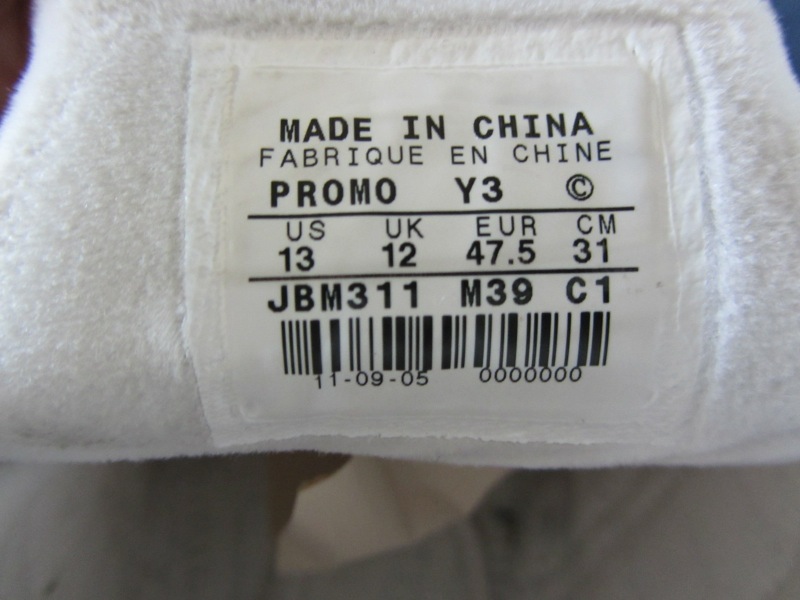 MADE IN CHINA
FABRIQUE EN CHINE
PROMO Y3 ©
US UK EUR CM
13 12 47.5 31
JBM311 M39 C1
11-09-05 0000000